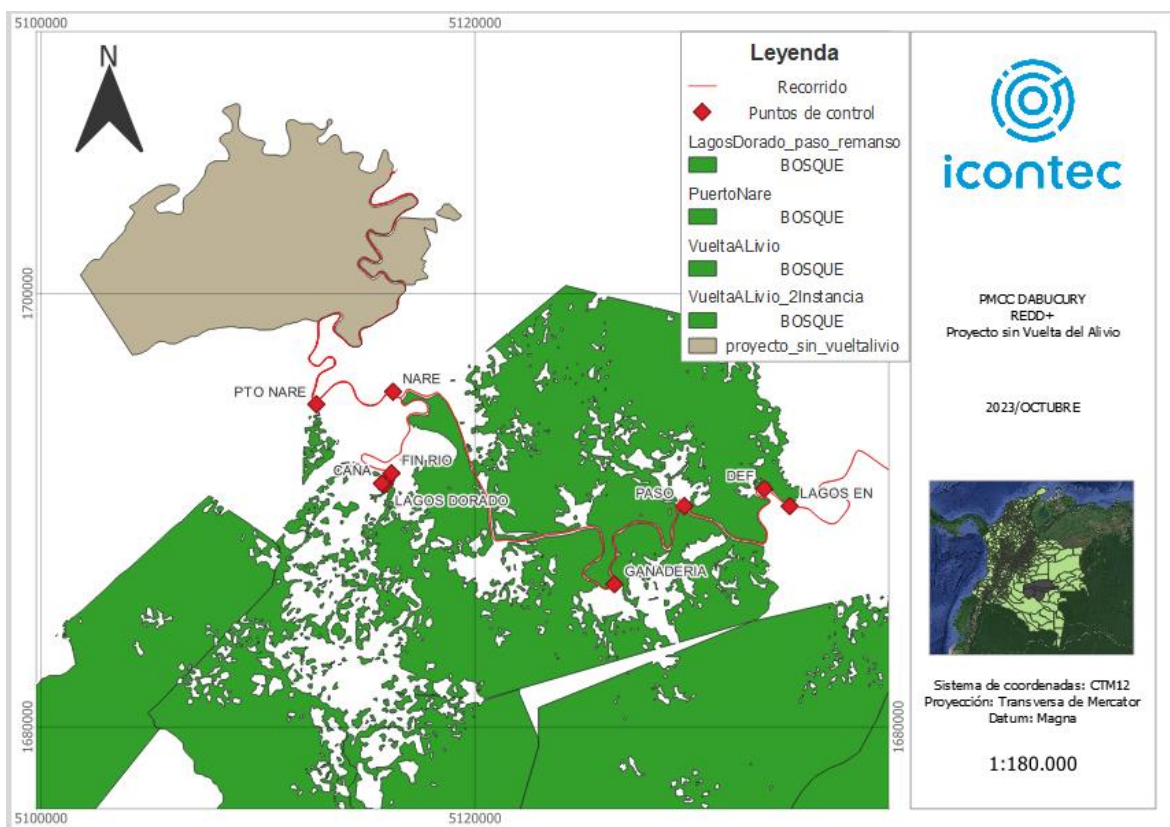 5100000
5120000
N
Leyenda
Recorrido
Puntos de control
LagosDorado_paso_remanso
BOSQUE
PuertoNare
BOSQUE
VueltaALivio
BOSQUE
VueltaALivio_2Instancia
BOSQUE
proyecto_sin_vueltalivio
icontec
PMCC DABUCURY
REDD+
Proyecto sin Vuelta del Alivio
2023/OCTUBRE
1700000
1700000
PTO NARE
NARE
CAÑA
FIN RIO
LAGOS DORADO
PASO
DEF
LAGOS EN
GANADERIA
Sistema de coordenadas: CTM12
Proyección: Transversa de Mercator
Datum: Magna
1:180.000
1680000
1680000
5100000
5120000